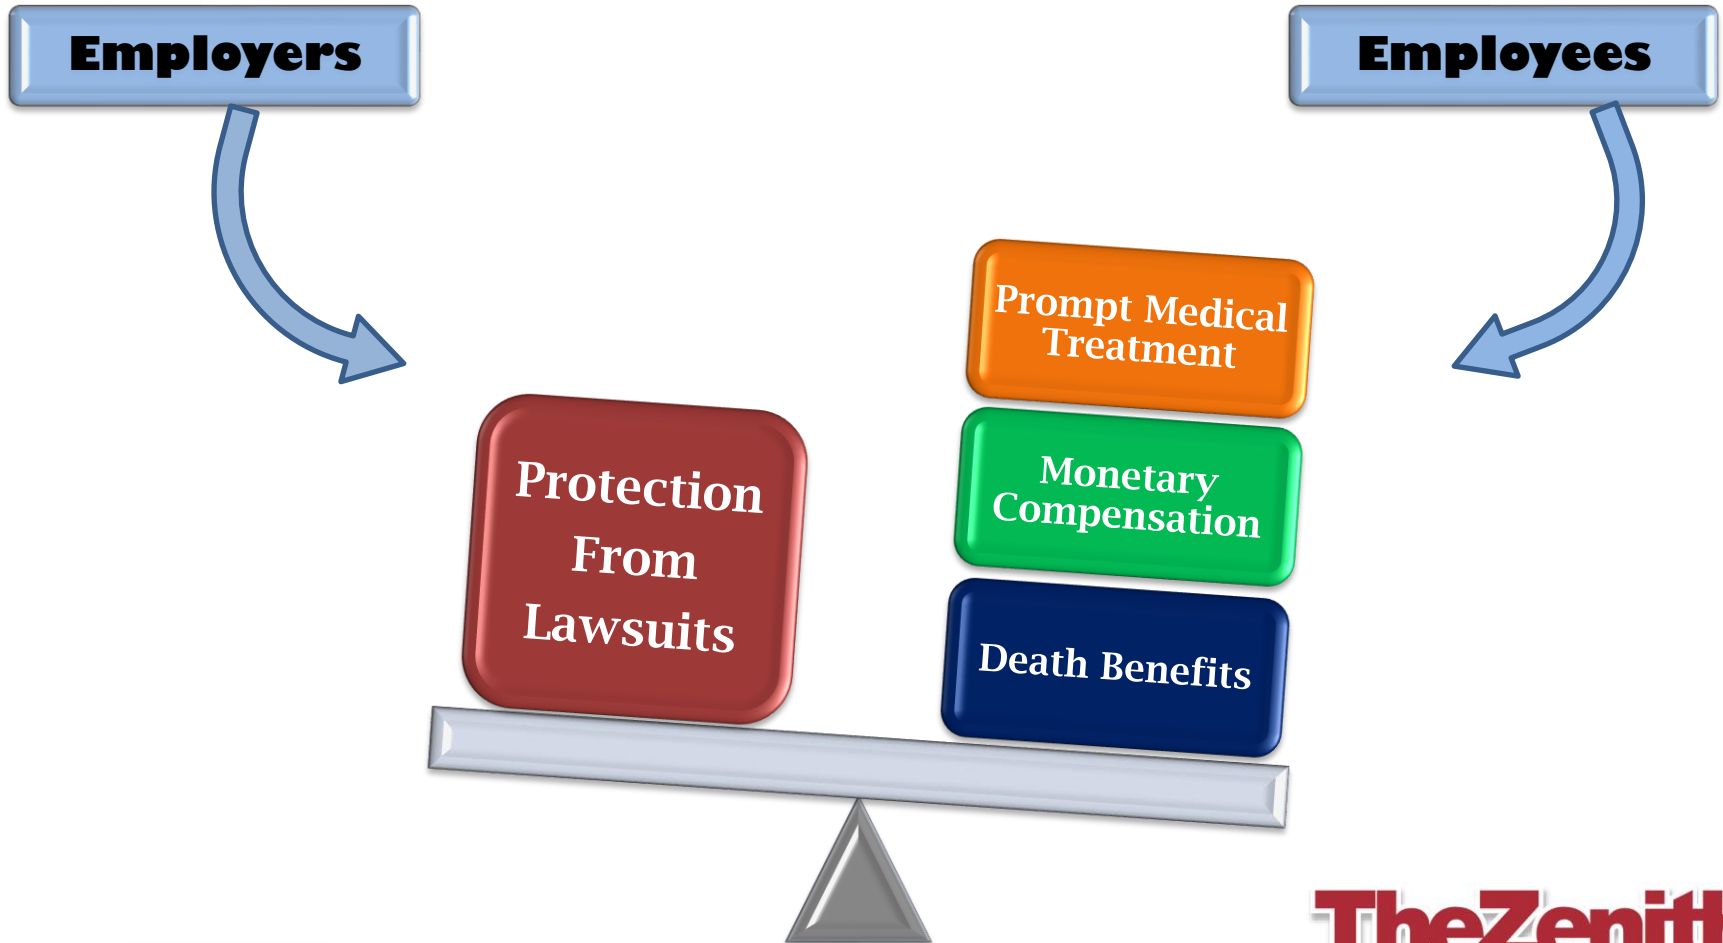 Employers
Employees
Prompt Medical
Treatment
Protection
From
Lawsuits
Monetary
Compensation
Death Benefits
TheZenith